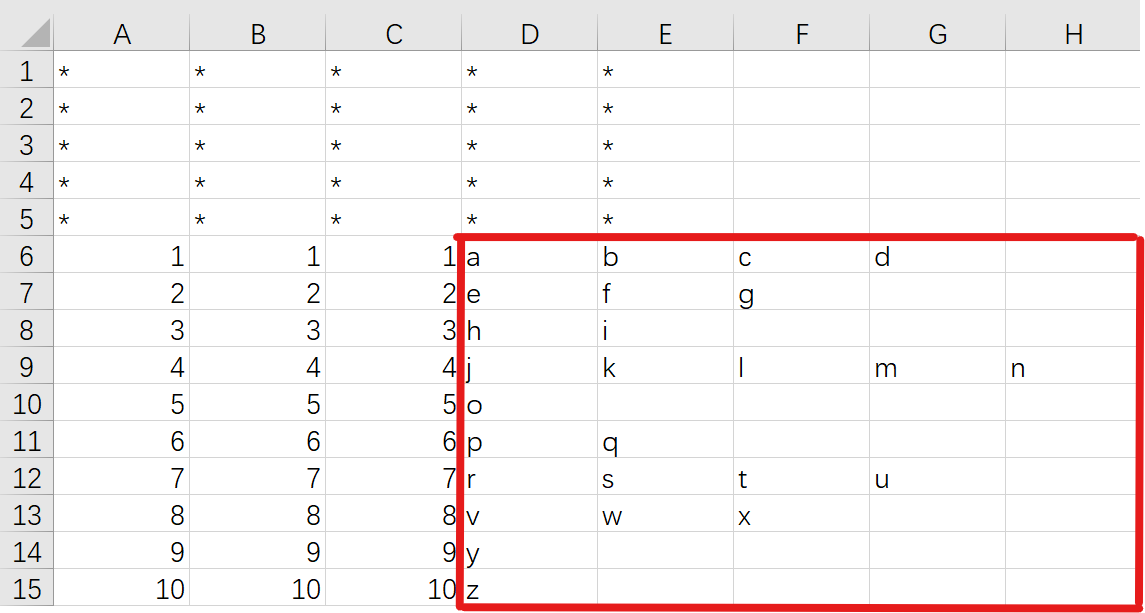 A B C D E F G H
1 * * * * *
2 * * * * *
3 * * * * *
4 * * * * *
5 * * * * *
6 1 1 1 a b c d
7 2 2 2 e f g
8 3 3 3 h i
9 4 4 4 j k l m n
10 5 5 5 o
11 6 6 6 p q
12 7 7 7 r s t u
13 8 8 8 v w x
14 9 9 9 y
15 10 10 10 z